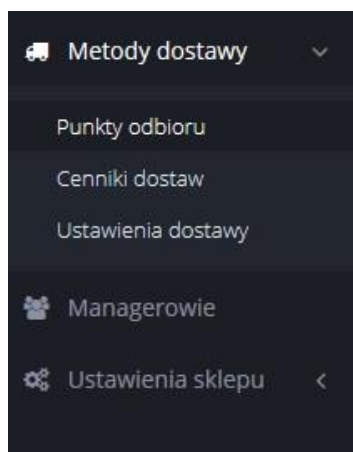 Metody dostawy
Punkty odbioru
Cenniki dostaw
Ustawienia dostawy
Managerowie
Ustawienia sklepu